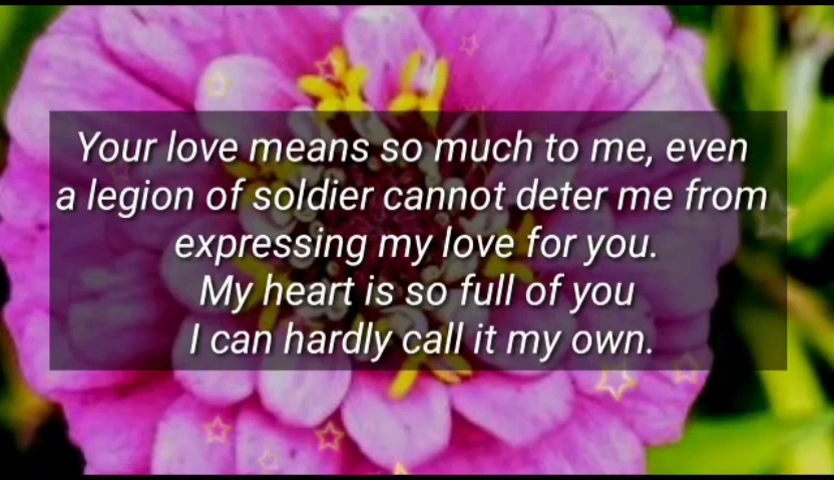 Your love means so much to me, even
a legion of soldier cannot deter me from
expressing my love for you.
My heart is so full of you
I can hardly call it my own.